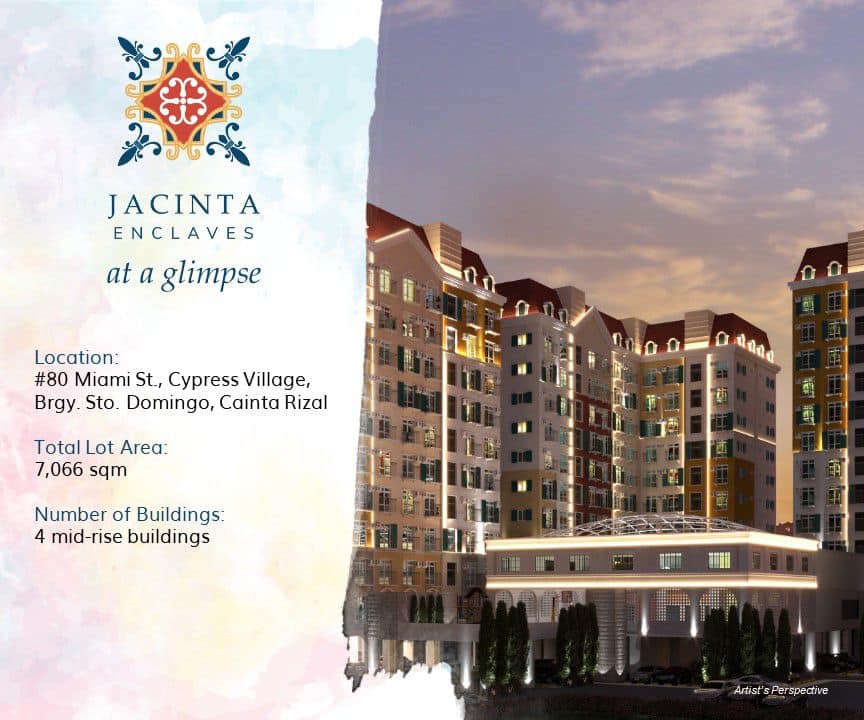 JACINTA
ENCLAVES
at a glimpse
Location:
#80 Miami St., Cypress Village,
Brgy. Sto. Domingo, Cainta Rizal
Total Lot Area:
7,066 sqm
Number of Buildings:
4 mid-rise buildings
Artist's Perspective